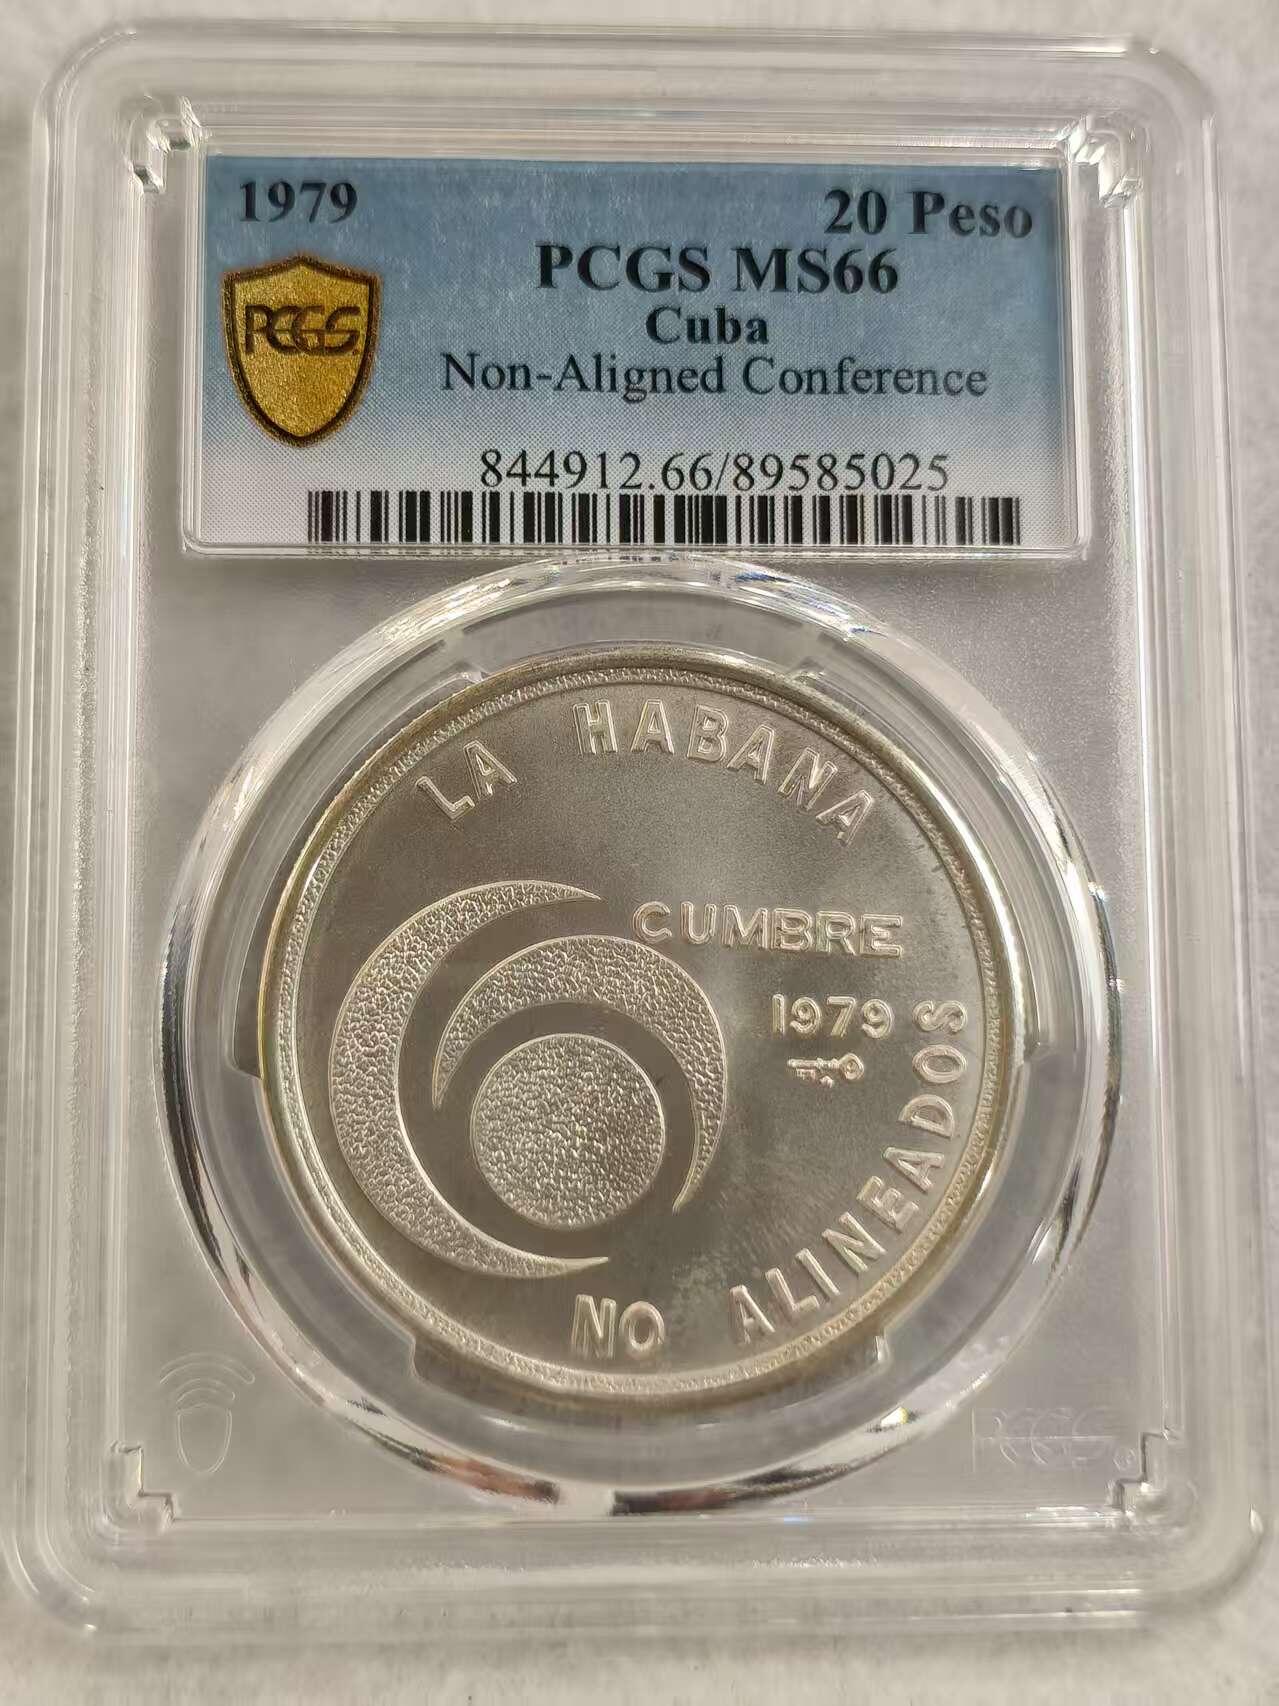 1979
20 Peso
PCGS MS66
Cuba
PCGS
Non-Aligned Conference
844912.66/89585025
LA HABANA
CUMBRE
1979
NO ALINEADOS
PCGS